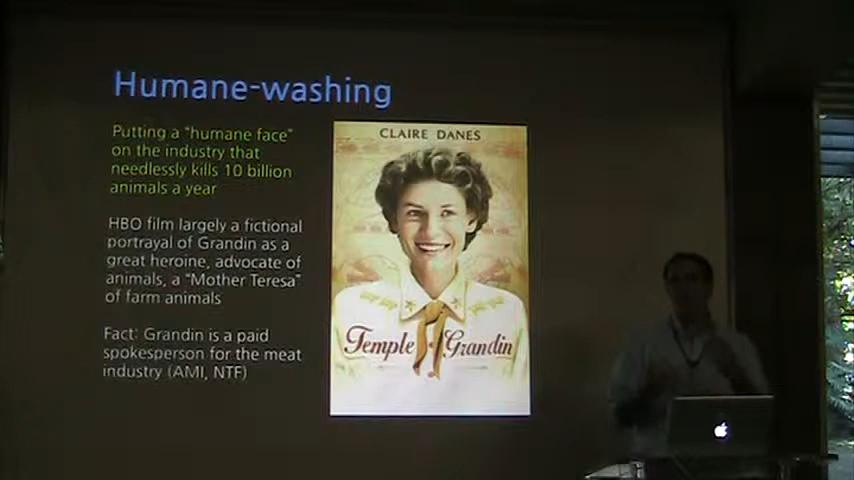 Humane-washing
Putting a "humane face"
on the industry that
needlessly kills 10 billion
animals a year
HBO film largely a fictional
portrayal of Grandin as a
great heroine, advocate of
animals, a "Mother Teresa"
of farm animals
Fact: Grandin is a paid
spokesperson for the meat
industry (AMI, NTF)
CLAIRE DANES
Temple Grandin